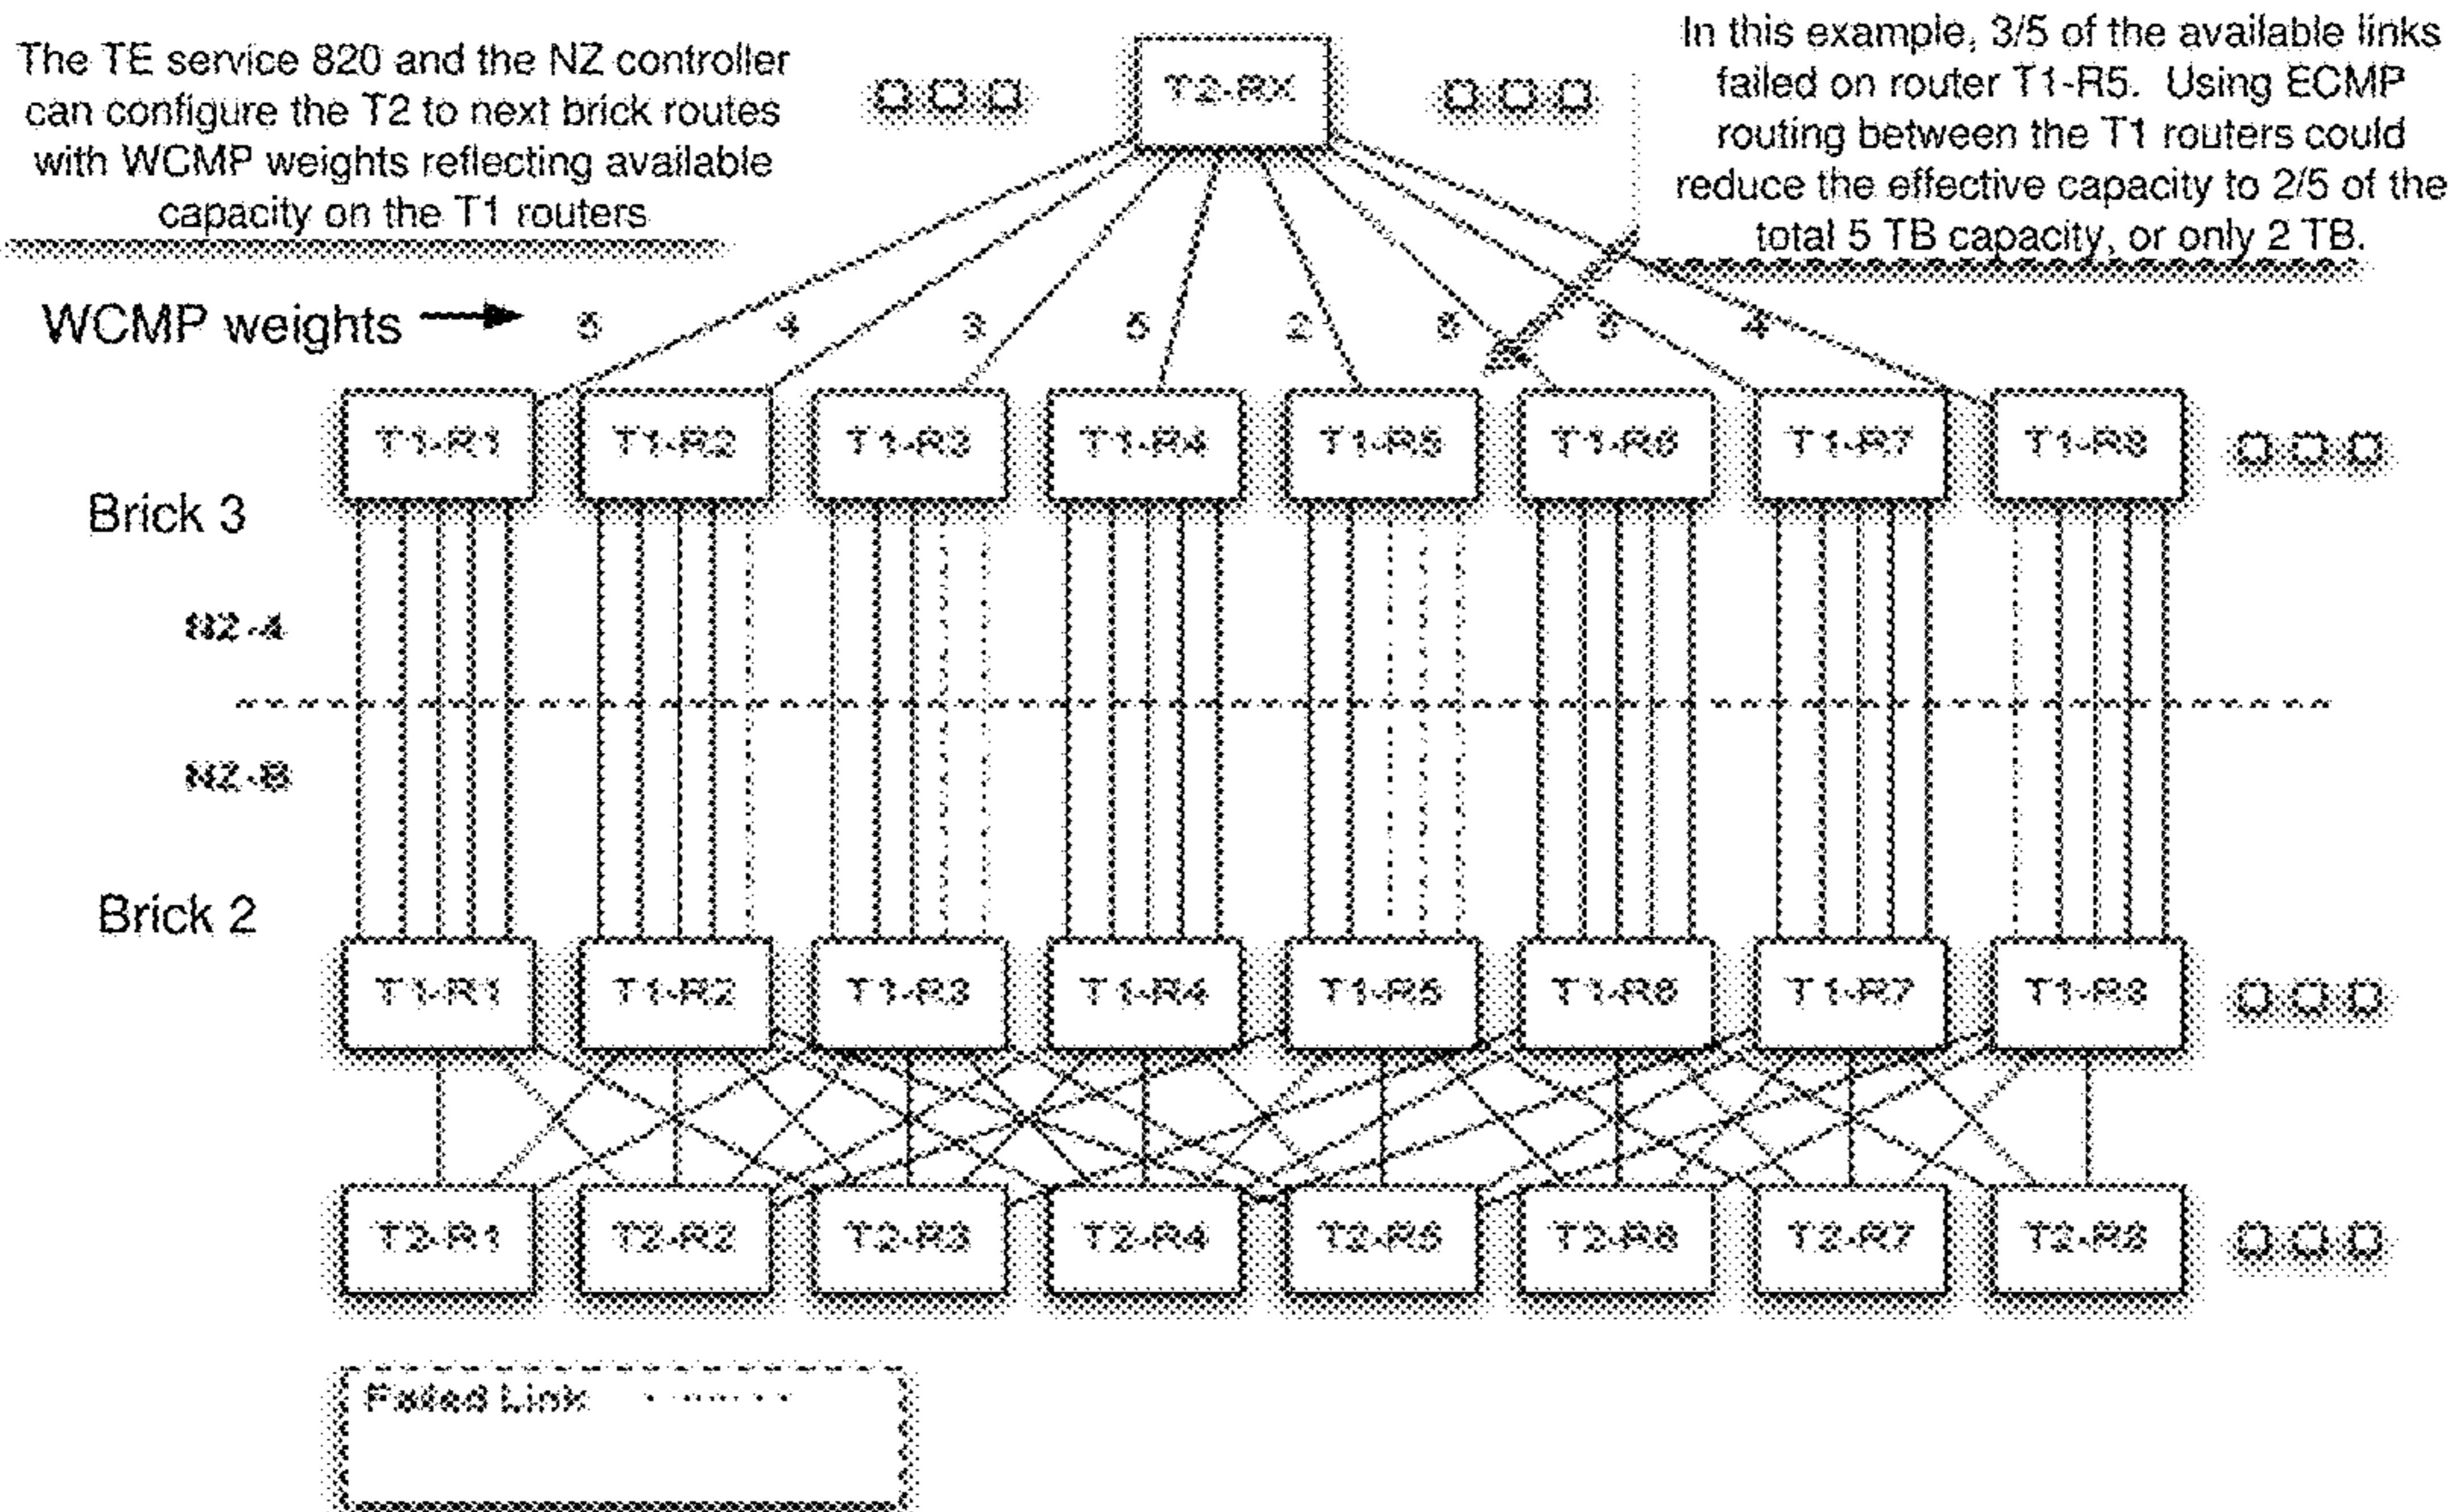 The TE service 820 and the NZ controller
can configure the T2 to next brick routes
with WCMP weights reflecting available
capacity on the T1 routers
T2-RX
In this example, 3/5 of the available links
failed on router T1-R5. Using ECMP
routing between the T1 routers could
reduce the effective capacity to 2/5 of the
total 5 TB capacity, or only 2 TB.
WCMP weights 5 4 3 5 2 5 5 4
T1-R1 T1-R2 T1-R3 T1-R4 T1-R5 T1-R6 T1-R7 T1-R8
Brick 3
NZ-B
Brick 2
T1-R1 T1-R2 T1-R3 T1-R4 T1-R5 T1-R6 T1-R7 T1-R8
T2-R1 T2-R2 T2-R3 T2-R4 T2-R5 T2-R6 T2-R7 T2-R8
Failed Link